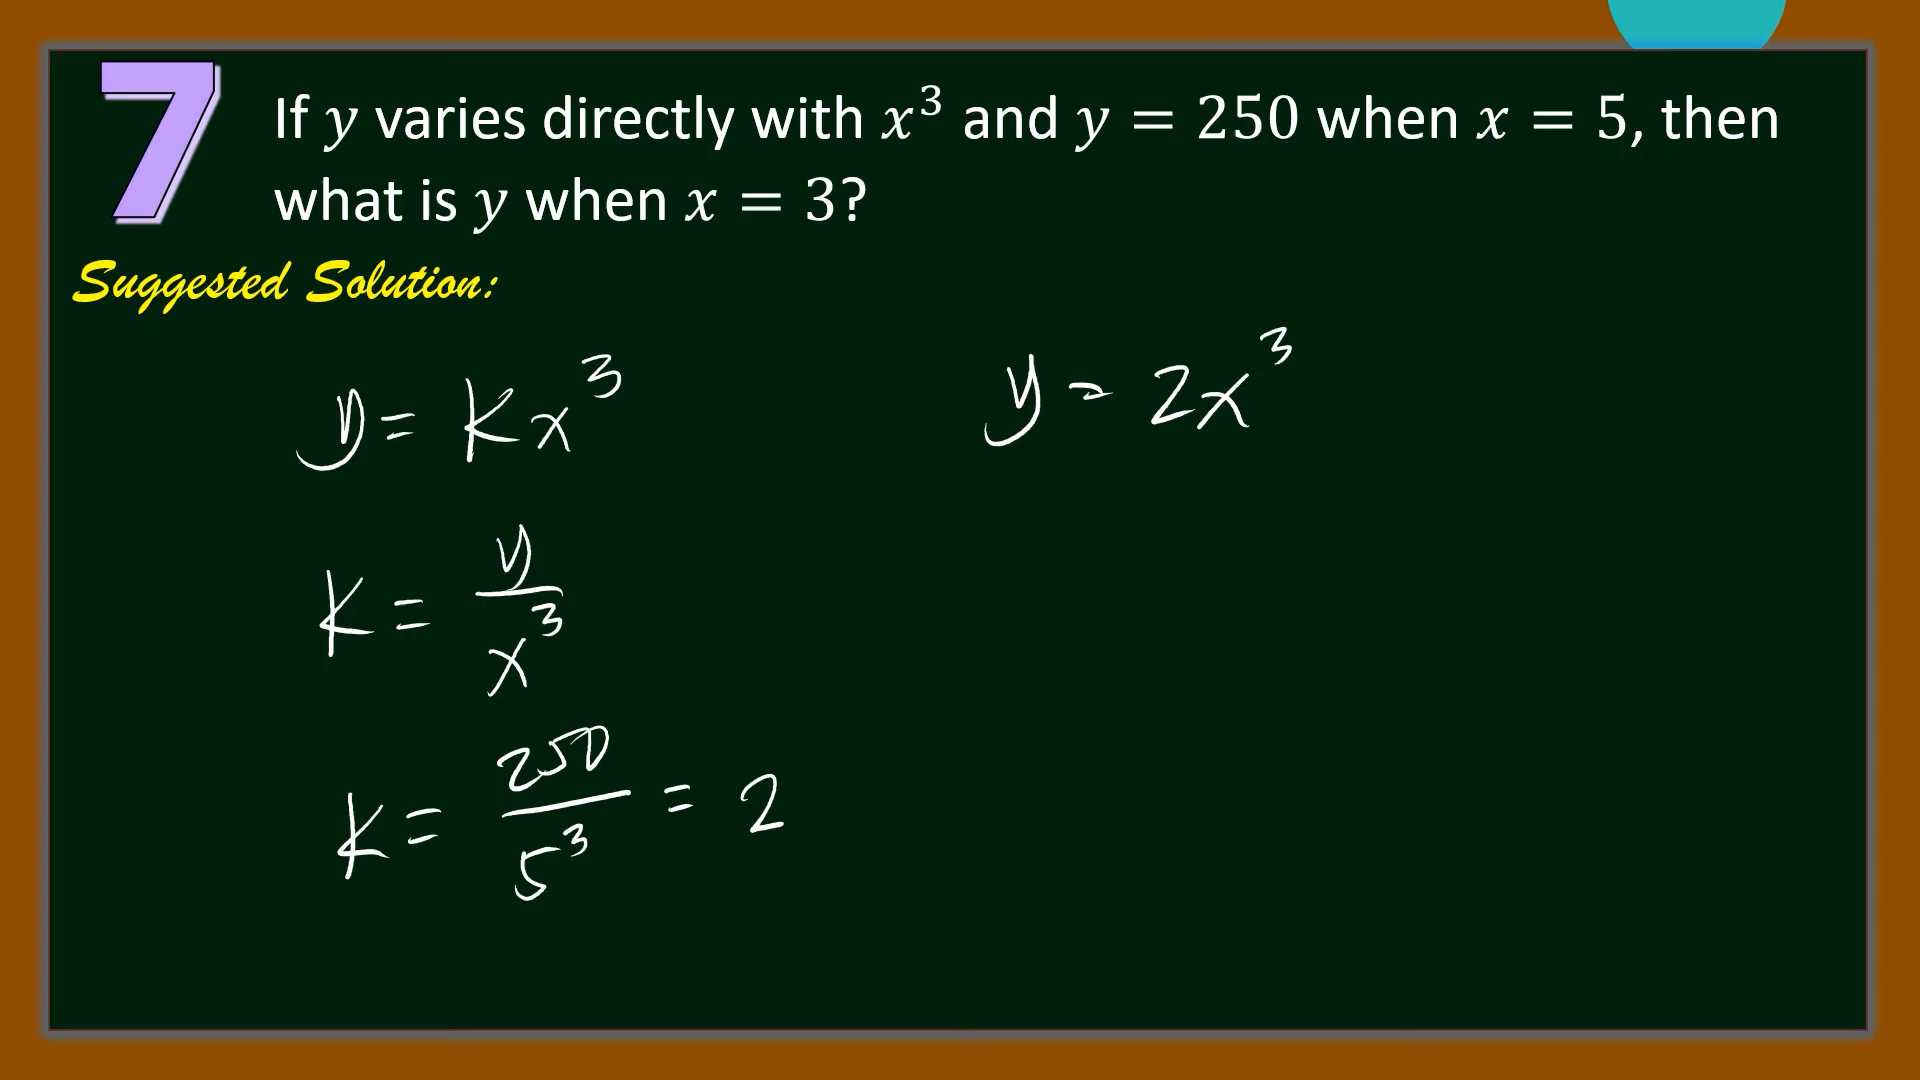 7
If y varies directly with x³ and y = 250 when x = 5, then
what is y when x = 3?
Suggested Solution:
y = Kx³
K = y/x³
K = 250/5³ = 2
y = 2x³